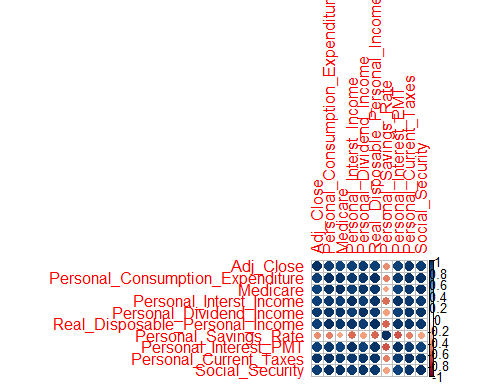 Adj_Close
Personal_Consumption_Expenditure
Medicare
Personal_Interst_Income
Personal_Dividend_Income
Real_Disposable_Personal_Income
Personal_Savings_Rate
Personal_Interest_PMT
Personal_Current_Taxes
Social_Security
Adj_Close
Personal_Consumption_Expenditure
Medicare
Personal_Interst_Income
Personal_Dividend_Income
Real_Disposable_Personal_Income
Personal_Savings_Rate
Personal_Interest_PMT
Personal_Current_Taxes
Social_Security
1
0.8
0.6
0.4
0.2
0
-0.2
-0.4
-0.6
-0.8
-1